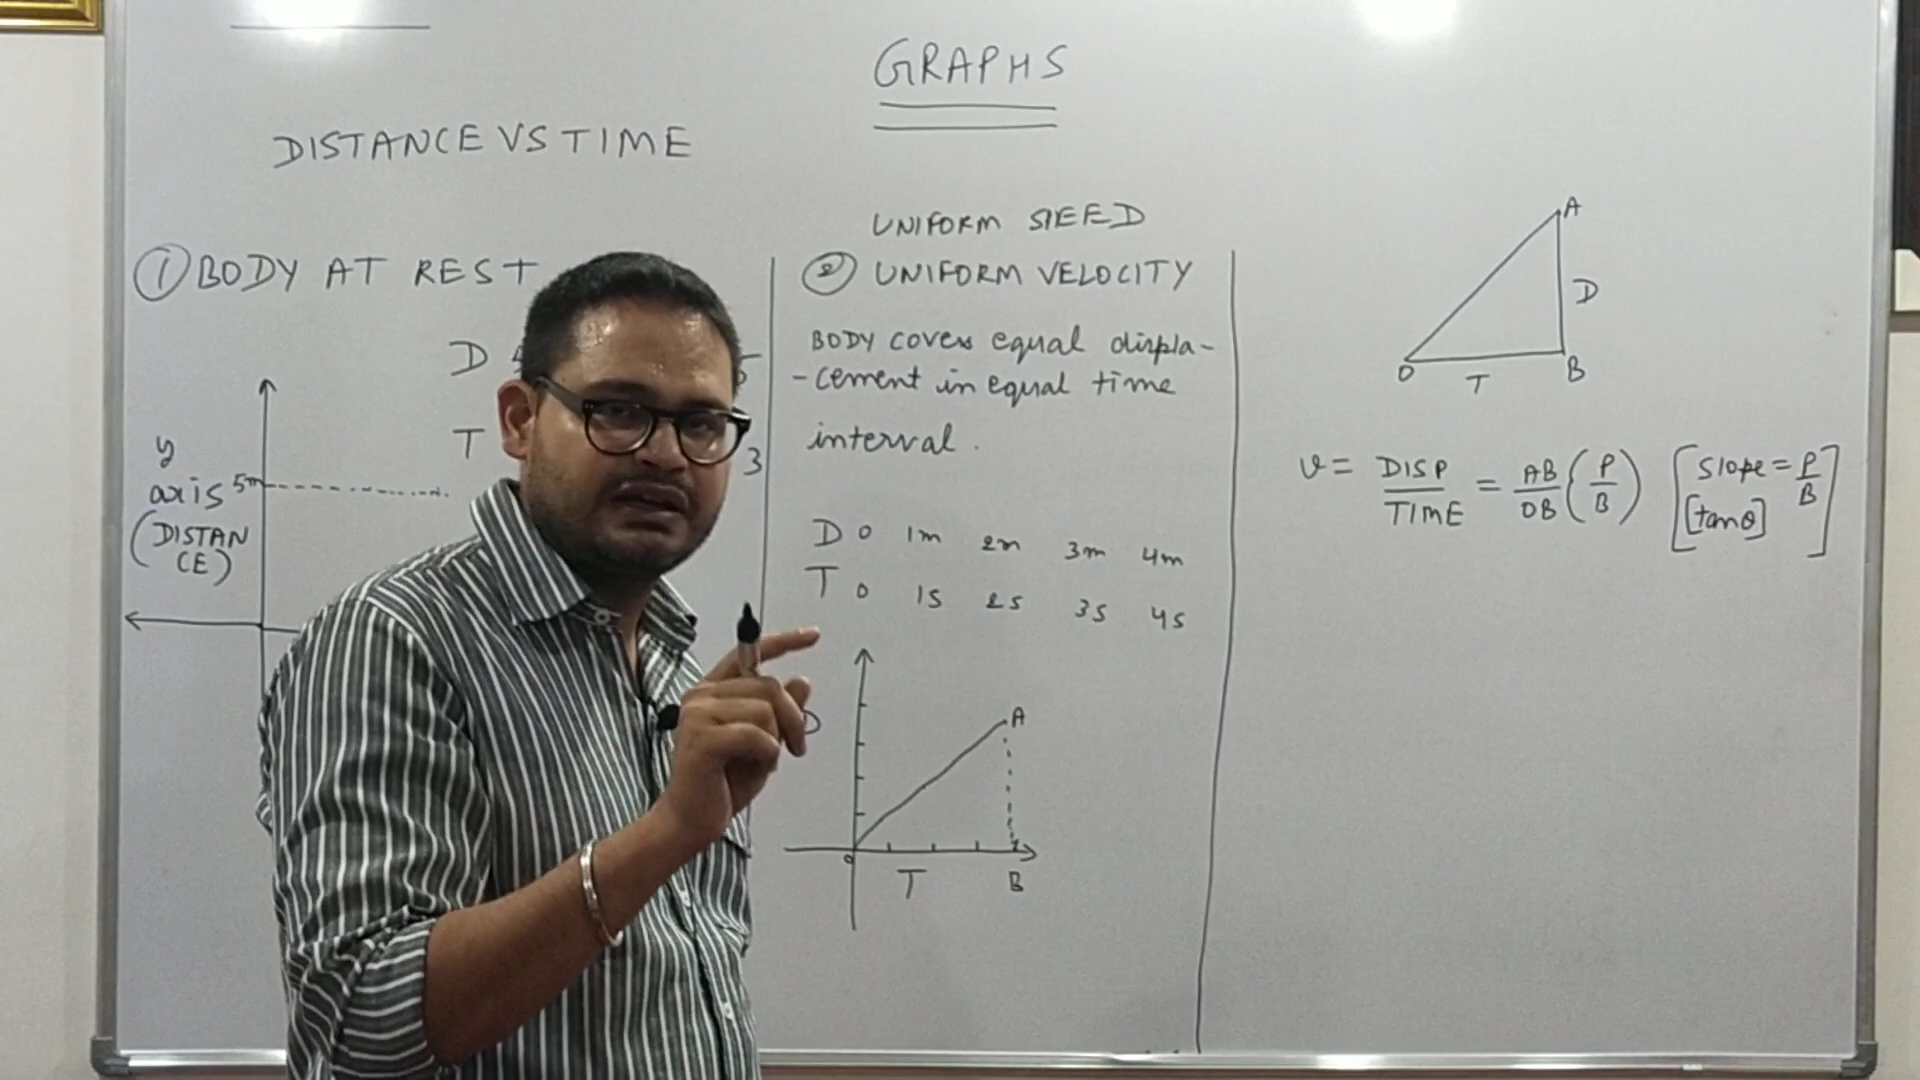 GRAPHS
DISTANCE VS TIME
① BODY AT REST
D
T
3
y
axis 5m
(DISTAN
CE)
UNIFORM SPEED
② UNIFORM VELOCITY
BODY covers equal displa-
-cement in equal time
interval.
D 0 1m 2m 3m 4m
T 0 1s 2s 3s 4s
D
A
0
T
B
A
D
O
T
B
v = DISP/TIME = AB/OB (P/B) [Slope = P/B
[tanθ]]